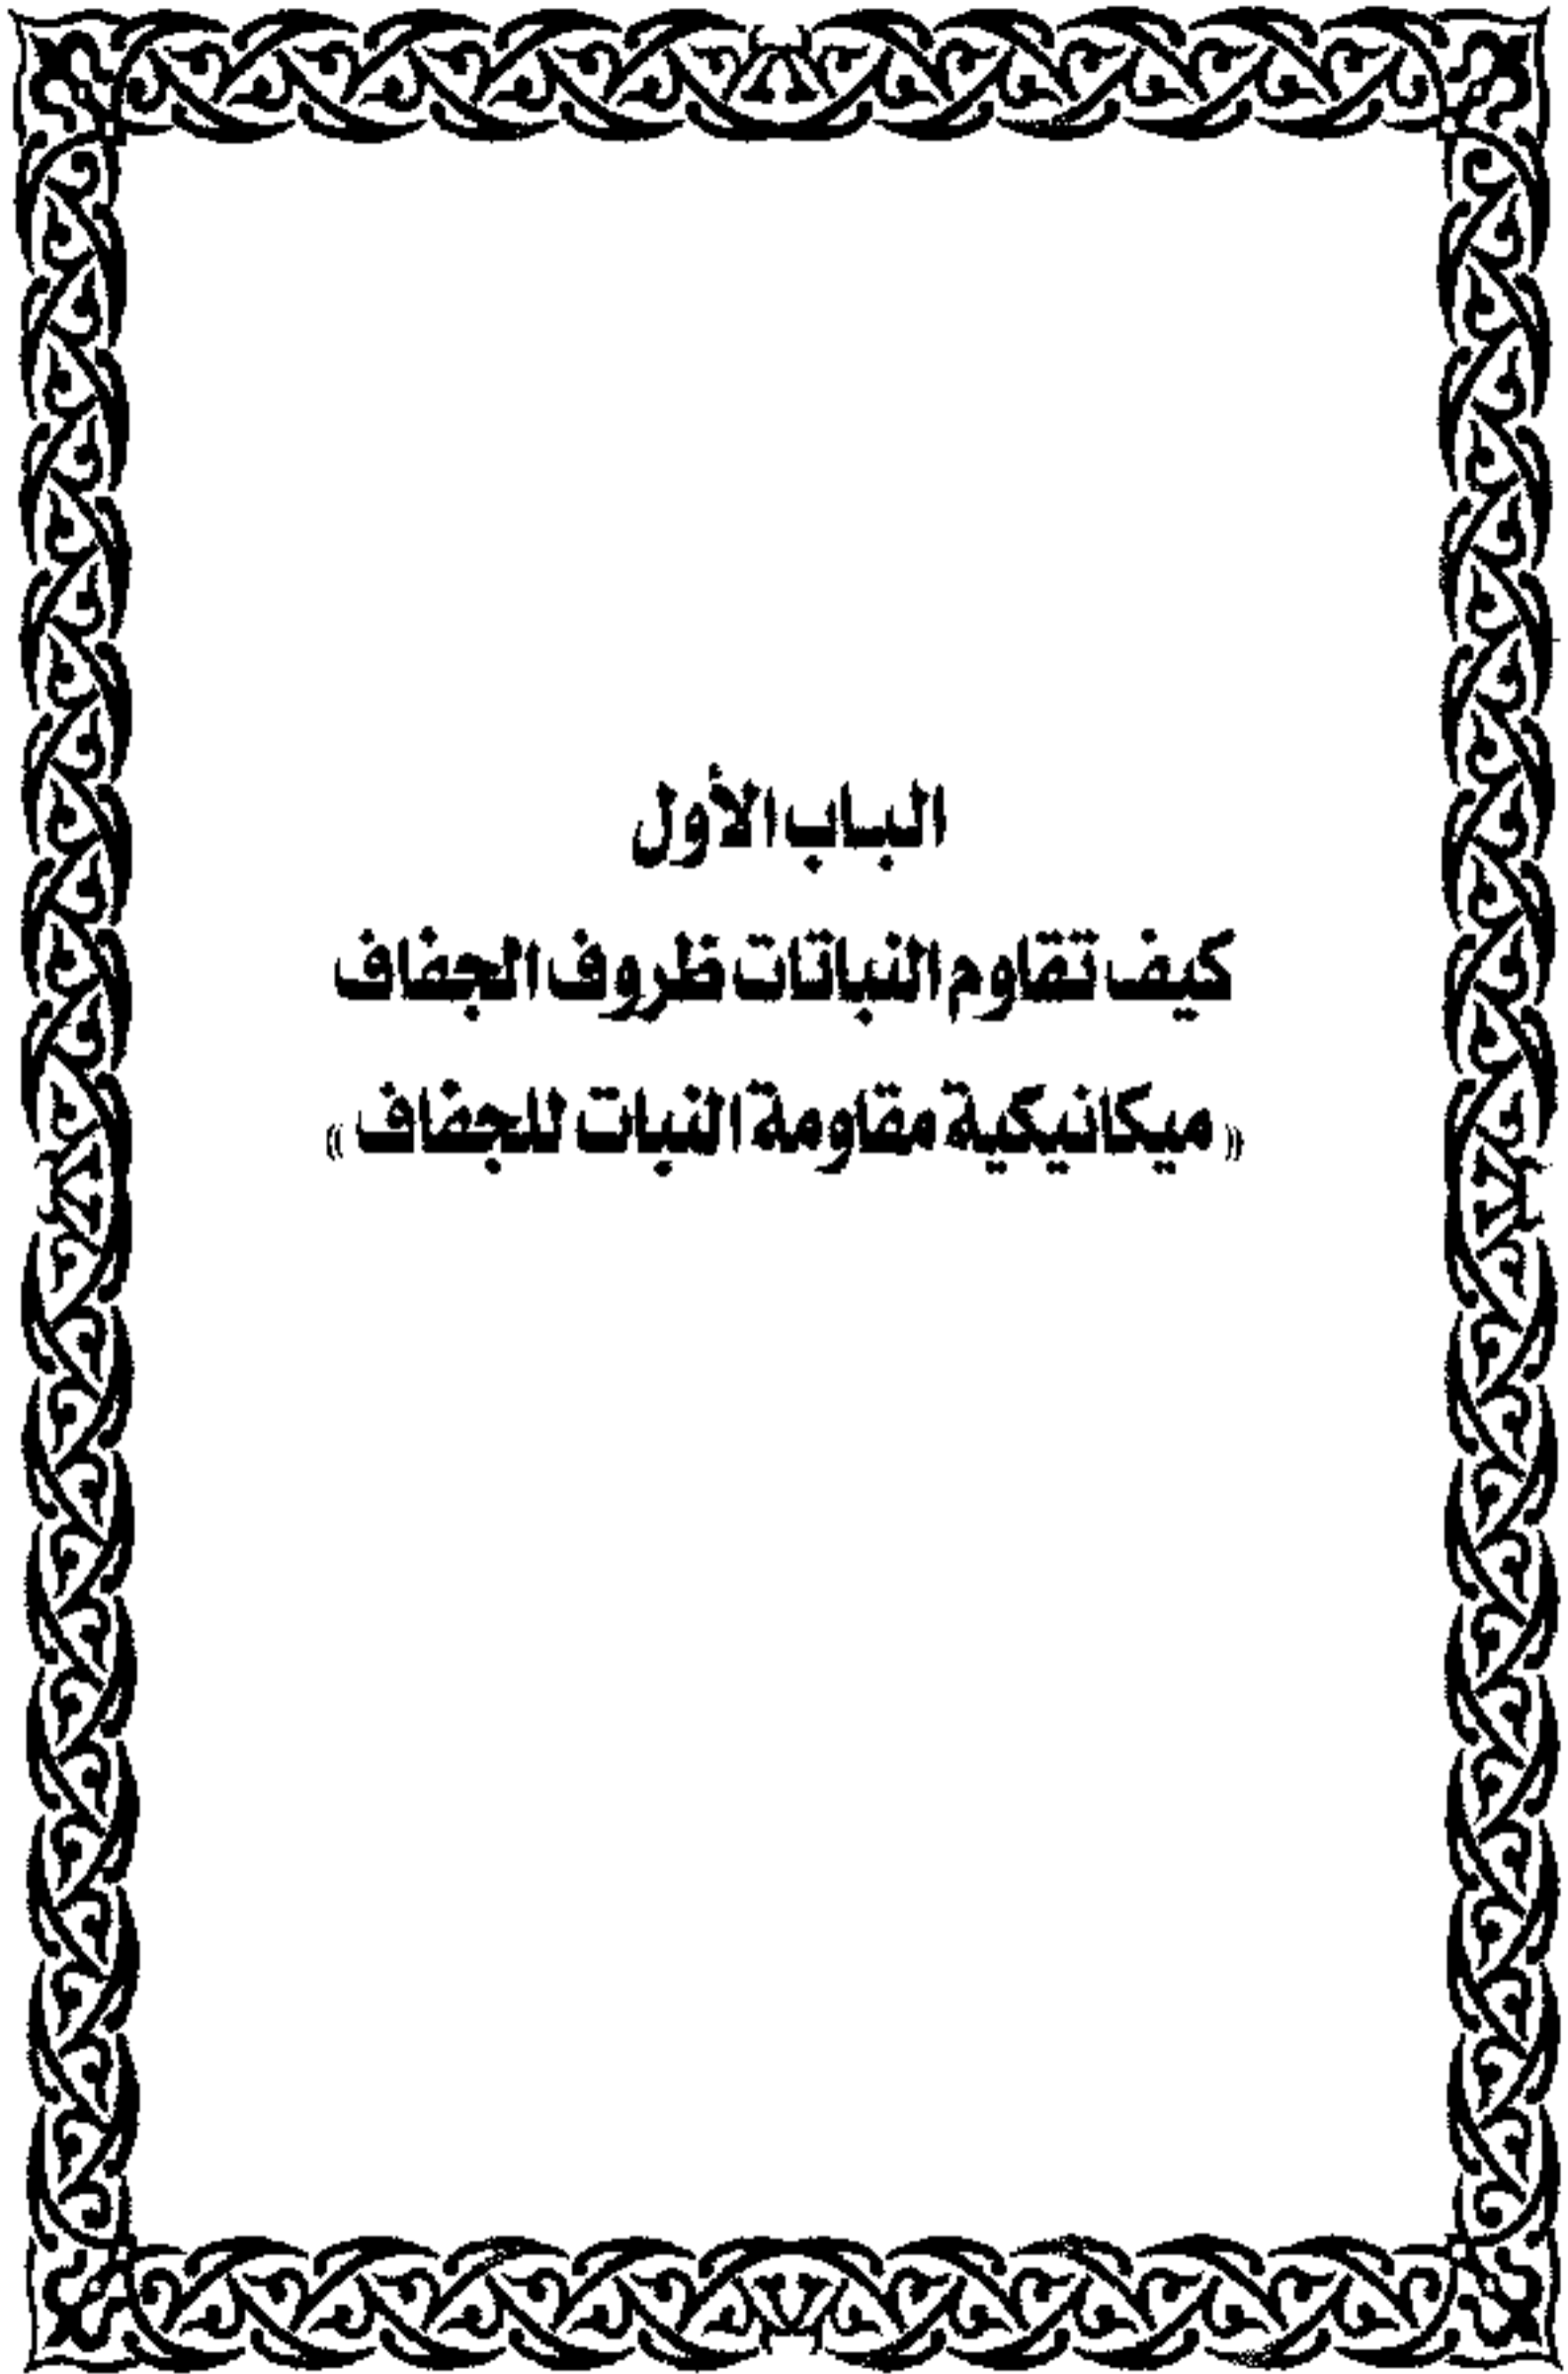 الباب الأول
كيف تقاوم النباتات ظروف الجفاف
« ميكانيكية مقاومة النبات للجفاف »